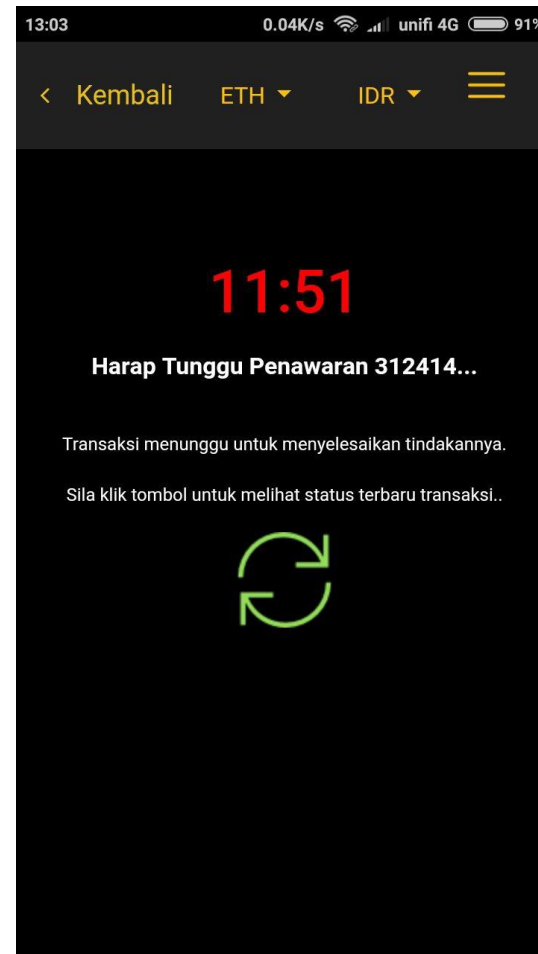 13:03 0.04K/s unifi 4G 91%
< Kembali ETH IDR
11:51
Harap Tunggu Penawaran 312414...
Transaksi menunggu untuk menyelesaikan tindakannya.
Sila klik tombol untuk melihat status terbaru transaksi..